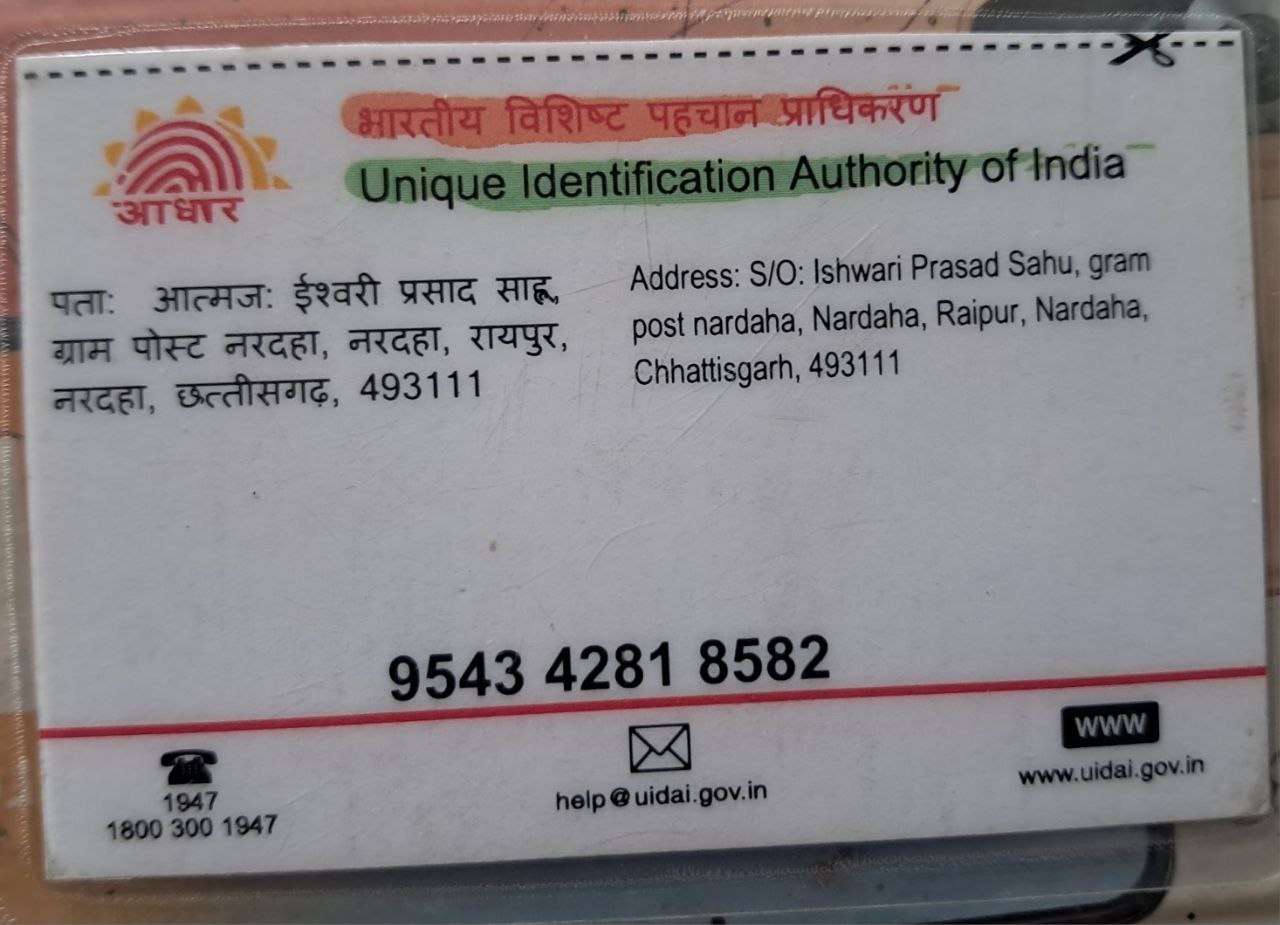 भारतीय विशिष्ट पहचान प्राधिकरण
Unique Identification Authority of India
आधार
पता: आत्मज: ईश्वरी प्रसाद साहू,
ग्राम पोस्ट नरदहा, नरदहा, रायपुर,
नरदहा, छत्तीसगढ़, 493111
Address: S/O: Ishwari Prasad Sahu, gram
post nardaha, Nardaha, Raipur, Nardaha,
Chhattisgarh, 493111
9543 4281 8582
1947
1800 300 1947
help@uidai.gov.in
www
www.uidai.gov.in